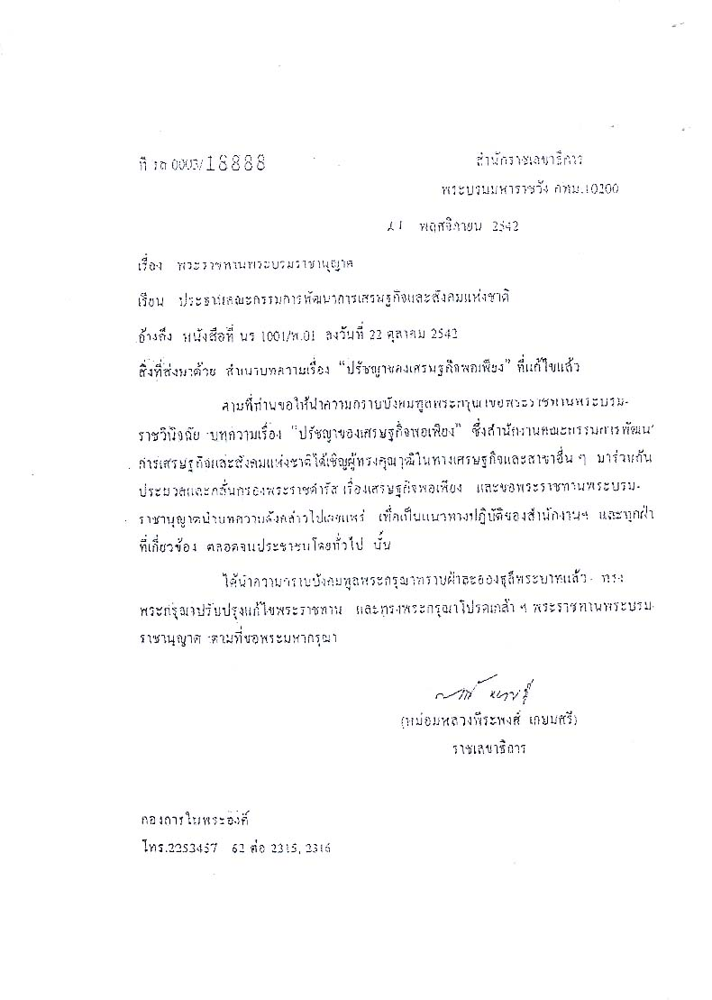 ที่ รล 0003/18888
สำนักราชเลขาธิการ
พระบรมมหาราชวัง กทม.10200
พฤศจิกายน 2542
เรื่อง พระราชทานพระบรมราชานุญาต
เรียน ประธานคณะกรรมการพัฒนาการเศรษฐกิจและสังคมแห่งชาติ
อ้างถึง หนังสือที่ นร 1001/พ.01 ลงวันที่ 22 ตุลาคม 2542
สิ่งที่ส่งมาด้วย สำเนาบทความเรื่อง “ปรัชญาของเศรษฐกิจพอเพียง” ที่แก้ไขแล้ว
ตามที่ท่านขอให้นำความกราบบังคมทูลพระกรุณาขอพระราชทานพระบรม-
ราชวินิจฉัย บทความเรื่อง “ปรัชญาของเศรษฐกิจพอเพียง” ซึ่งสำนักงานคณะกรรมการพัฒนา
การเศรษฐกิจและสังคมแห่งชาติได้เชิญผู้ทรงคุณวุฒิในทางเศรษฐกิจและสาขาอื่น ๆ มาร่วมกัน
ประมวลและกลั่นกรองพระราชดำรัส เรื่องเศรษฐกิจพอเพียง และขอพระราชทานพระบรม-
ราชานุญาตนำบทความดังกล่าวไปเผยแพร่ เพื่อเป็นแนวทางปฏิบัติของสำนักงานฯ และทุกฝ่า
ที่เกี่ยวข้อง ตลอดจนประชาชนโดยทั่วไป นั้น
ได้นำความกราบบังคมทูลพระกรุณาทราบฝ่าละอองธุลีพระบาทแล้ว ทรง
พระกรุณาปรับปรุงแก้ไขพระราชทาน และทรงพระกรุณาโปรดเกล้า ฯ พระราชทานพระบรม-
ราชานุญาต ตามที่ขอพระมหากรุณา
(หม่อมหลวงพีระพงศ์ เกษมศรี)
ราชเลขาธิการ
กองการในพระองค์
โทร.2253457 62 ต่อ 2315, 2316